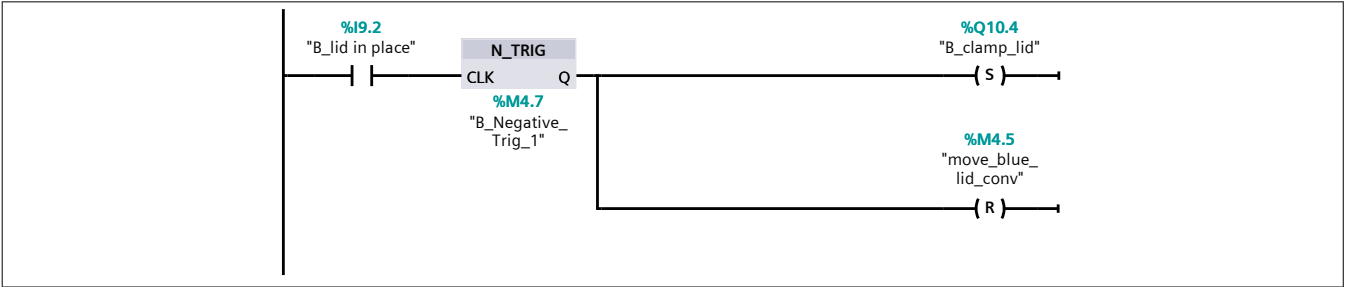 %I9.2
"B_lid in place"
N_TRIG
CLK Q
%M4.7
"B_Negative_
Trig_1"
%Q10.4
"B_clamp_lid"
S
%M4.5
"move_blue_
lid_conv"
R